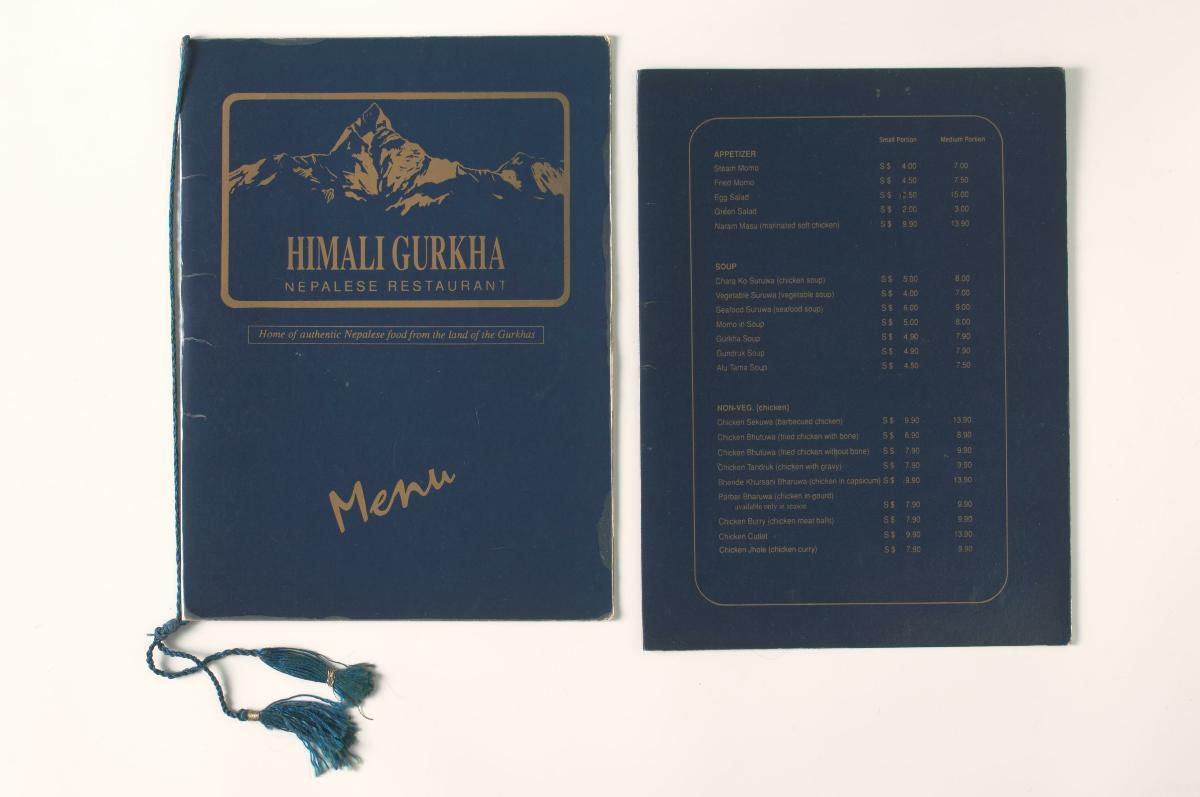 HIMALI GURKHA
NEPALESE RESTAURANT
Home of authentic Nepalese food from the land of the Gurkhas
Menu
Small Portion Medium Portion
APPETIZER
Steam Momo S$ 4.00 7.00
Fried Momo S$ 4.50 7.50
Egg Salad S$ 15.00
Green Salad S$ 2.00 3.00
Naram Masu (marinated soft chicken) S$ 9.90 13.90
SOUP
Chara Ko Suruwa (chicken soup) S$ 5.00 8.00
Vegetable Suruwa (vegetable soup) S$ 4.00 7.00
Seafood Suruwa (seafood soup) S$ 6.00 9.00
Momo in Soup S$ 5.00 8.00
Gurkha Soup S$ 4.90 7.90
Gundruk Soup S$ 4.90 7.90
Alu Tama Soup S$ 4.50 7.50
NON-VEG. (chicken)
Chicken Sekuwa (barbecued chicken) S$ 9.90 13.90
Chicken Bhutuwa (fried chicken with bone) S$ 6.90 8.90
Chicken Bhutuwa (fried chicken without bone) S$ 7.90 9.90
Chicken Tandruk (chicken with gravy) S$ 7.90 9.90
Bhende Khursani Bharuwa (chicken in capsicum) S$ 9.90 13.90
Parbar Bharuwa (chicken in gourd)
available only in season S$ 7.90 9.90
Chicken Burry (chicken meat balls) S$ 7.90 9.90
Chicken Cutlet S$ 9.90 13.90
Chicken Jhole (chicken curry) S$ 7.90 9.90